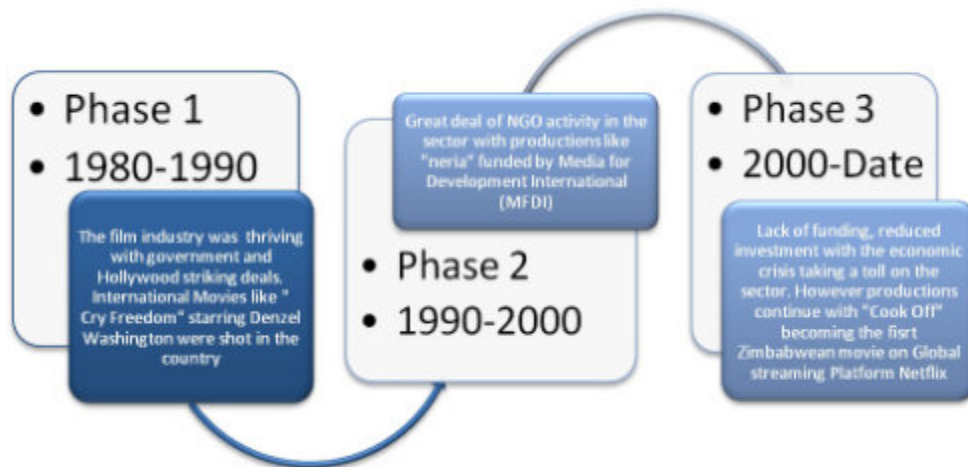 • Phase 1
• 1980-1990
The film industry was thriving
with government and
Hollywood striking deals.
International Movies like "
Cry Freedom" starring Denzel
Washington were shot in the
country
Great deal of NGO activity in the
sector with productions like
"neria" funded by Media for
Development International
(MFDI)
• Phase 2
• 1990-2000
• Phase 3
• 2000-Date
Lack of funding, reduced
investment with the economic
crisis taking a toll on the
sector. However productions
continue with "Cook Off"
becoming the fisrt
Zimbabwean movie on Global
streaming Platform Netflix